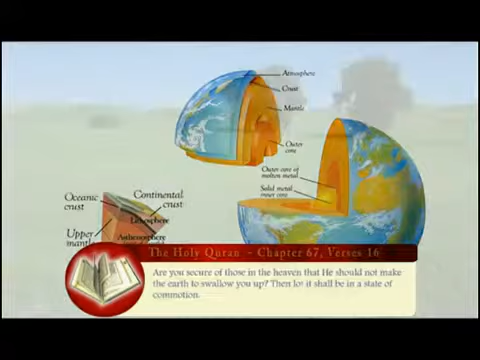 Atmosphere
Crust
Mantle
Outer
core
Outer core of
molten metal
Solid metal
inner core
Oceanic
crust
Continental
crust
Lithosphere
Upper
mantle
Asthenosphere
The Holy Quran ~ Chapter 67, Verses 16
Are you secure of those in the heaven that He should not make
the earth to swallow you up? Then lo! it shall be in a state of
commotion.